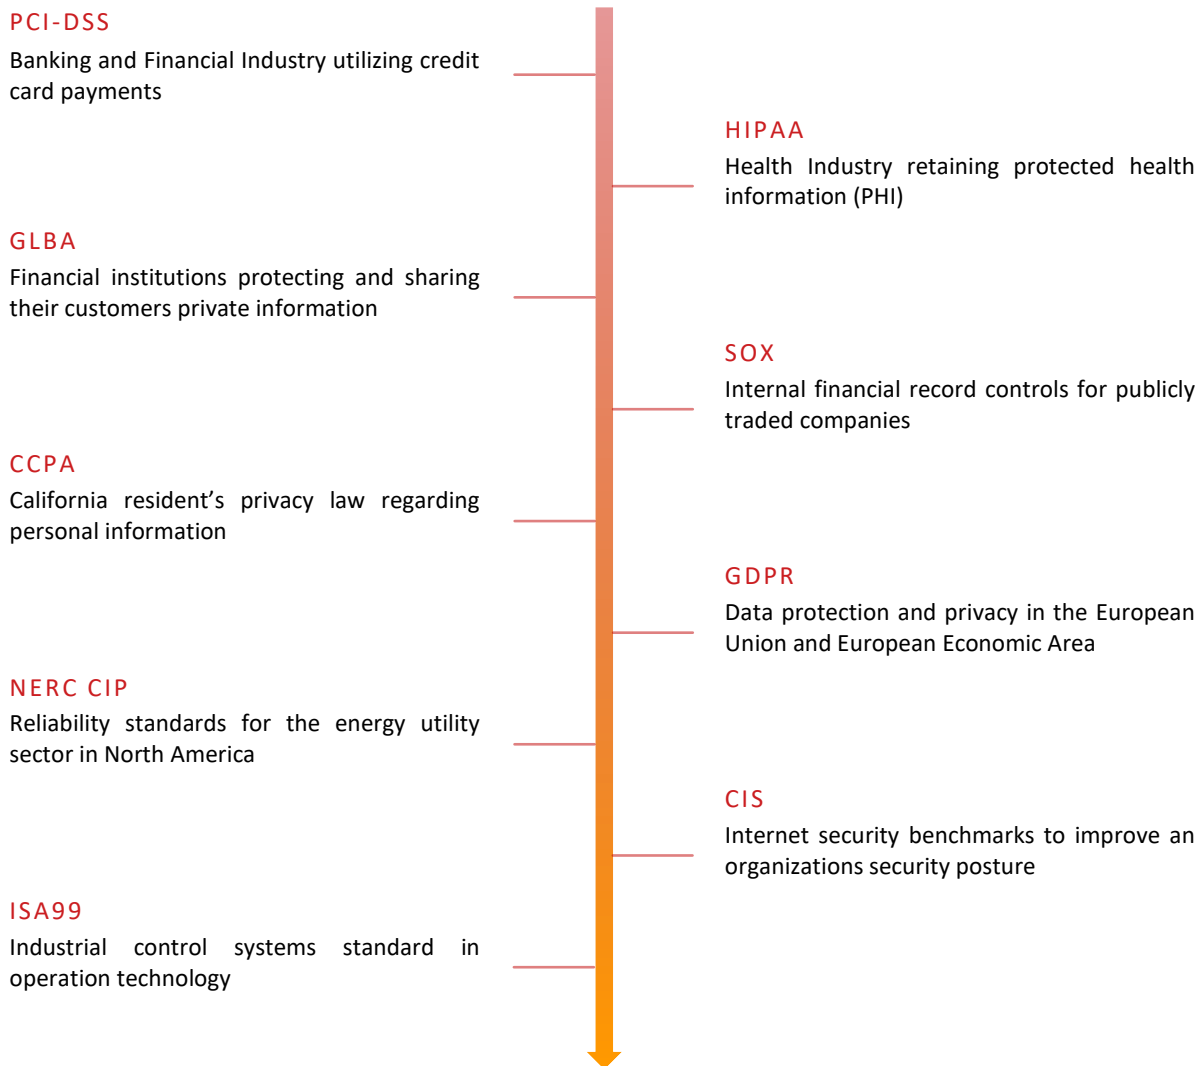 PCI-DSS
Banking and Financial Industry utilizing credit
card payments
HIPAA
Health Industry retaining protected health
information (PHI)
GLBA
Financial institutions protecting and sharing
their customers private information
SOX
Internal financial record controls for publicly
traded companies
CCPA
California resident’s privacy law regarding
personal information
GDPR
Data protection and privacy in the European
Union and European Economic Area
NERC CIP
Reliability standards for the energy utility
sector in North America
CIS
Internet security benchmarks to improve an
organizations security posture
ISA99
Industrial control systems standard in
operation technology